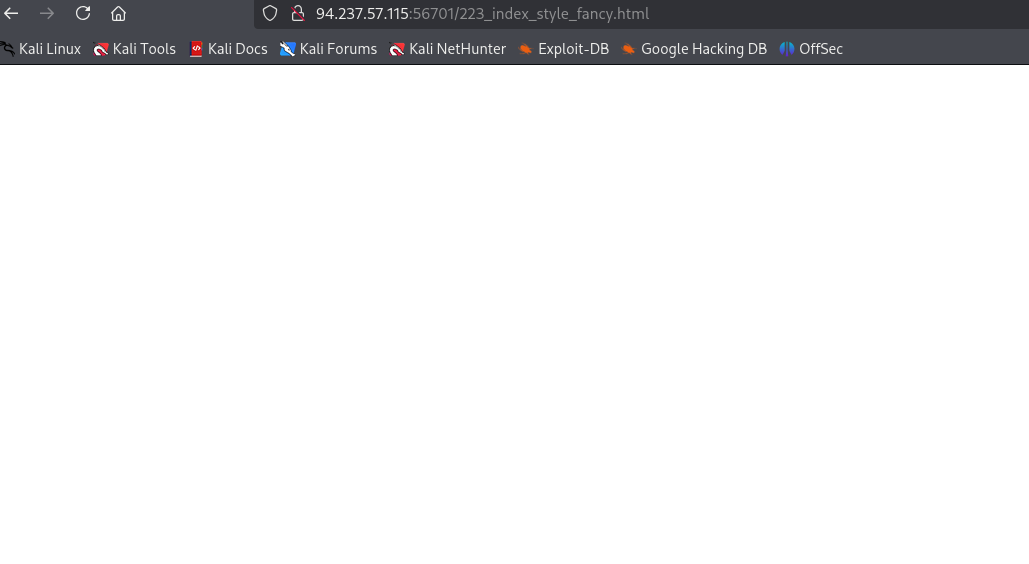 94.237.57.115:56701/223_index_style_fancy.html
Kali Linux Kali Tools Kali Docs Kali Forums Kali NetHunter Exploit-DB Google Hacking DB OffSec